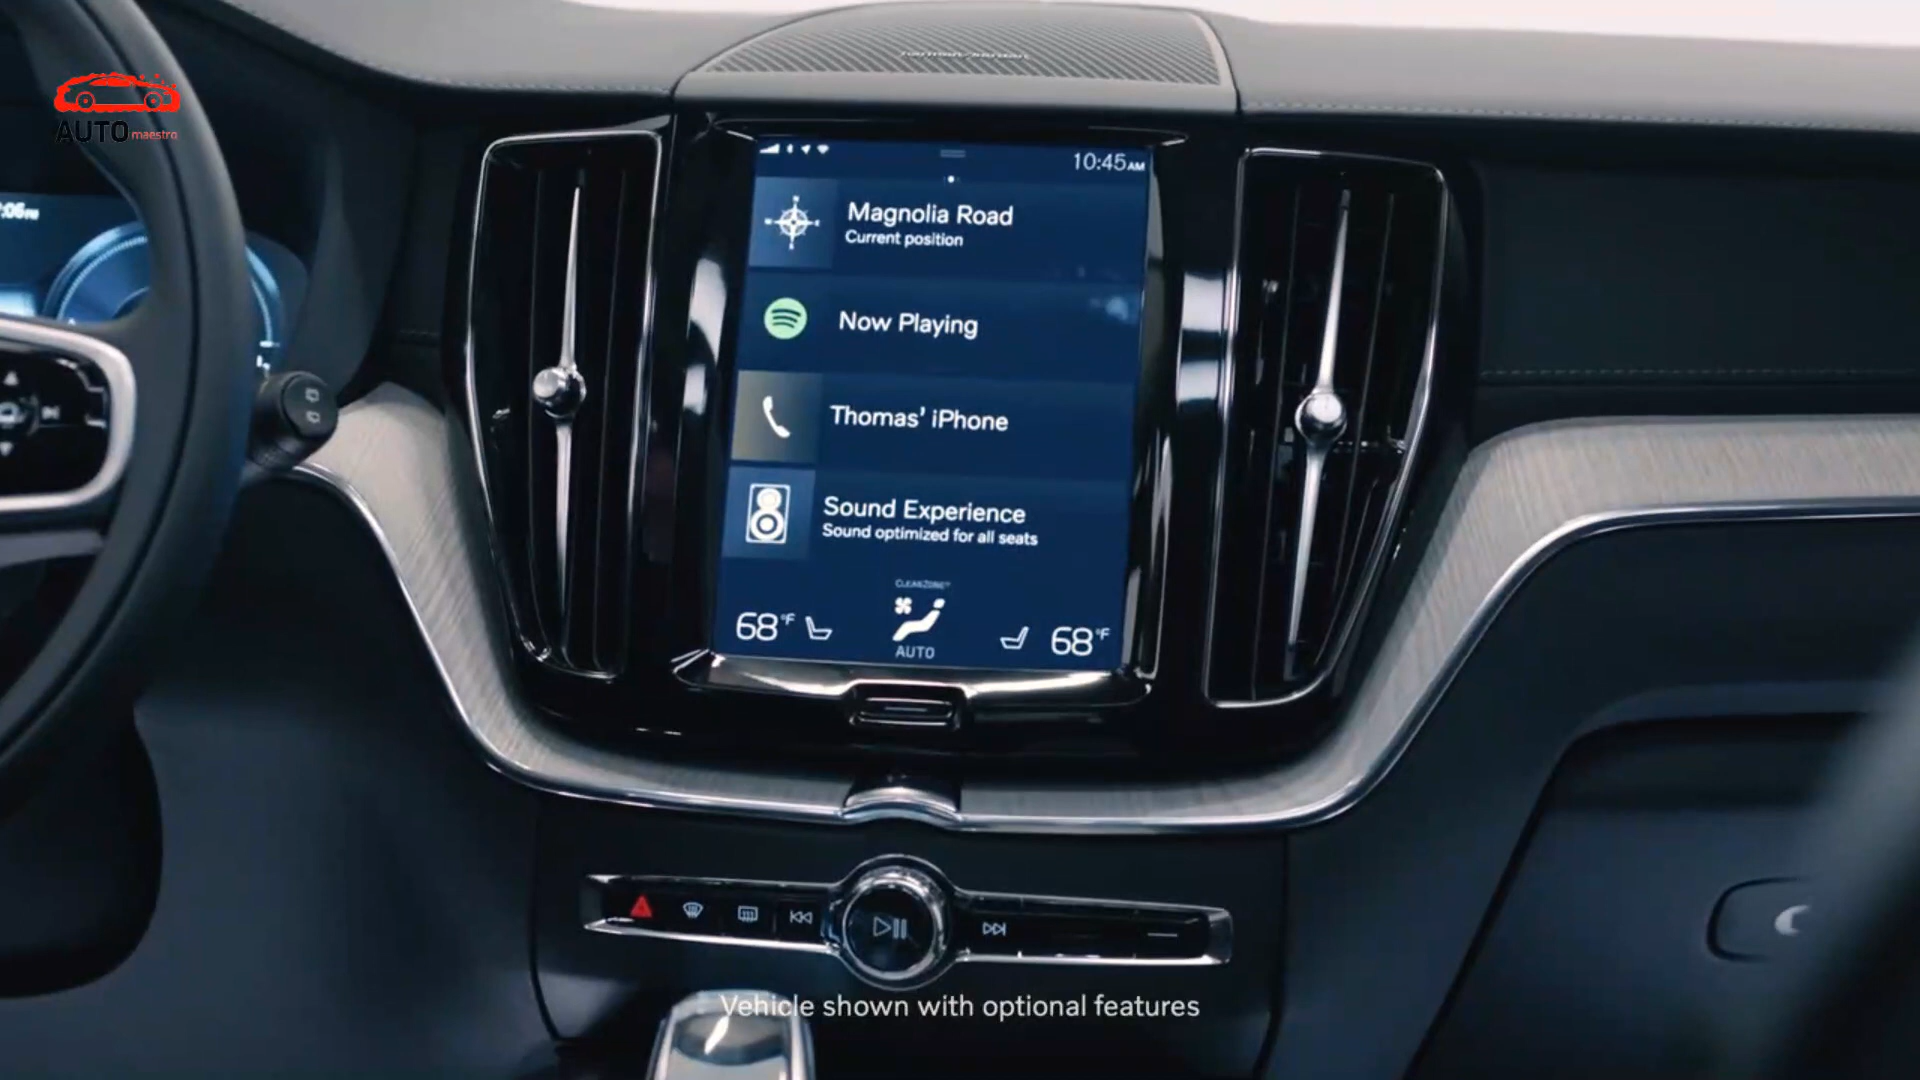 AUTO maestro
10:45AM
Magnolia Road
Current position
Now Playing
Thomas' iPhone
Sound Experience
Sound optimized for all seats
CLEANZONE
68°F
AUTO
68°F
Vehicle shown with optional features